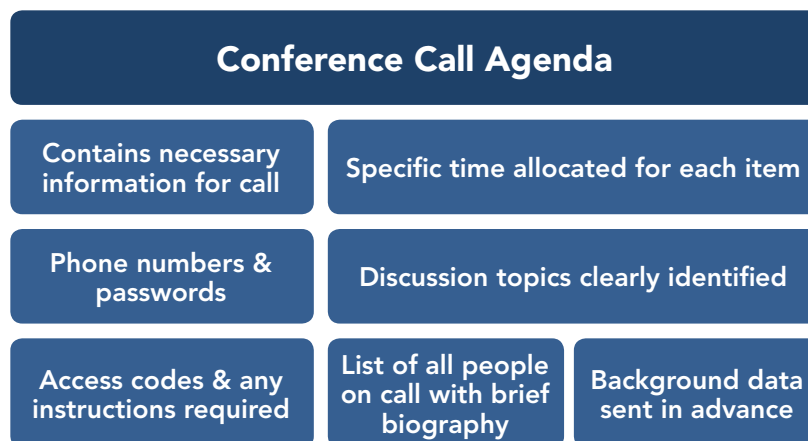 Conference Call Agenda
Contains necessary
information for call
Specific time allocated for each item
Phone numbers &
passwords
Discussion topics clearly identified
Access codes & any
instructions required
List of all people
on call with brief
biography
Background data
sent in advance